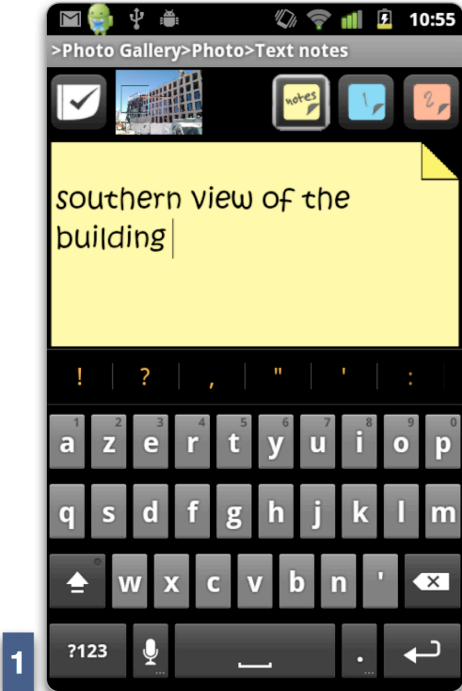 10:55
>Photo Gallery>Photo>Text notes
notes 1 2
southern view of the
building
! ? , " ' :
1 2 3 4 5 6 7 8 9 0
a z e r t y u i o p
q s d f g h j k l m
w x c v b n '
?123 . ...
1